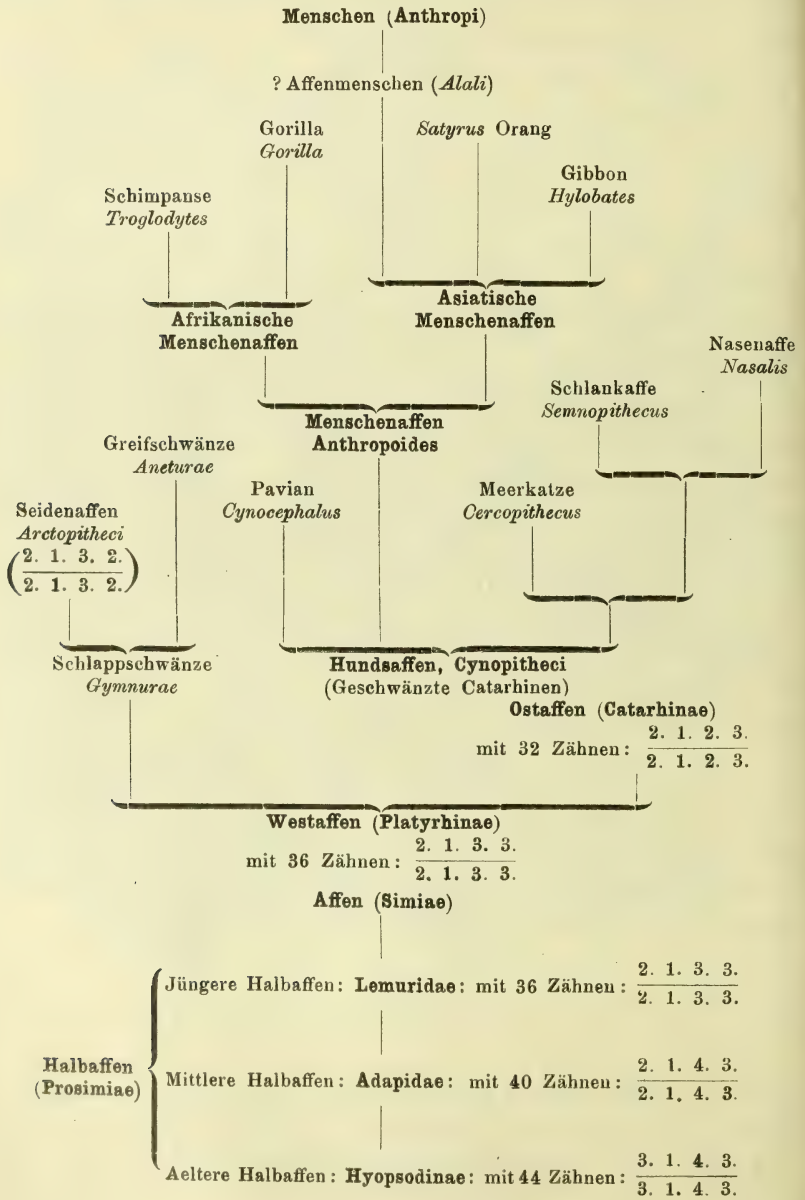 Menschen (Anthropi)
? Affenmenschen (Alali)
Gorilla
Gorilla
Satyrus Orang
Gibbon
Hylobates
Schimpanse
Troglodytes
Asiatische
Menschenaffen
Afrikanische
Menschenaffen
Nasenaffe
Nasalis
Schlankaffe
Semnopithecus
Menschenaffen
Anthropoides
Greifschwänze
Aneturae
Pavian
Cynocephalus
Meerkatze
Cercopithecus
Seidenaffen
Arctopitheci
(2. 1. 3. 2.
2. 1. 3. 2.)
Schlappschwänze
Gymnurae
Hundsaffen, Cynopitheci
(Geschwänzte Catarhinen)
Ostaffen (Catarhinae)
mit 32 Zähnen: 2. 1. 2. 3.
2. 1. 2. 3.
Westaffen (Platyrhinae)
mit 36 Zähnen: 2. 1. 3. 3.
2. 1. 3. 3.
Affen (Simiae)
Jüngere Halbaffen: Lemuridae: mit 36 Zähnen: 2. 1. 3. 3.
2. 1. 3. 3.
Halbaffen
(Prosimiae)
Mittlere Halbaffen: Adapidae: mit 40 Zähnen: 2. 1. 4. 3.
2. 1. 4. 3.
Aeltere Halbaffen: Hyopsodinae: mit 44 Zähnen: 3. 1. 4. 3.
3. 1. 4. 3.